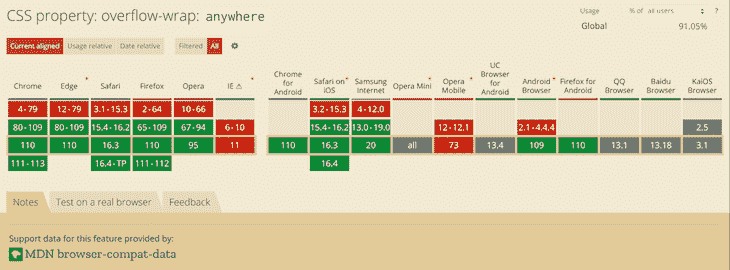 CSS property: overflow-wrap: anywhere
Usage % of all users ?
Global 91.05%
Current aligned Usage relative Date relative Filtered All
Chrome Edge * Safari * Firefox Opera IE ⚠ * Chrome for Android Safari on iOS * Samsung Internet Opera Mini * Opera Mobile * UC Browser for Android Android Browser * Firefox for Android QQ Browser Baidu Browser KaiOS Browser
4-79 12-79 3.1-15.3 2-64 10-66 3.2-15.3 4-12.0
80-109 80-109 15.4-16.2 65-109 67-94 6-10 15.4-16.2 13.0-19.0 12-12.1 2.1-4.4.4 2.5
110 110 16.3 110 95 11 110 16.3 20 all 73 13.4 109 110 13.1 13.18 3.1
111-113 16.4-TP 111-112 16.4
Notes Test on a real browser Feedback
Support data for this feature provided by:
MDN browser-compat-data